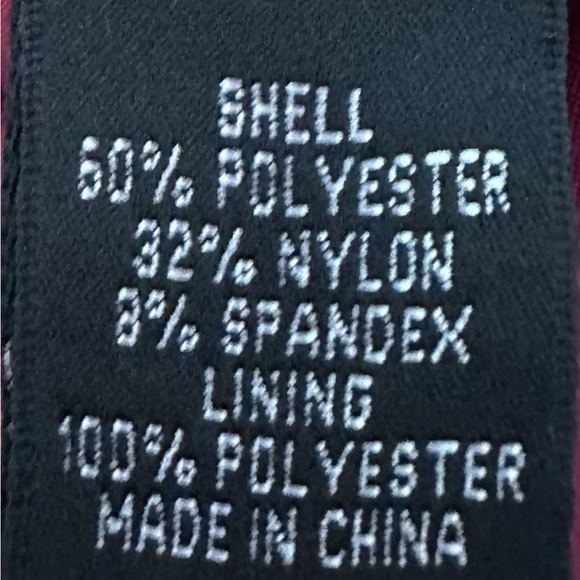 SHELL
60% POLYESTER
32% NYLON
8% SPANDEX
LINING
100% POLYESTER
MADE IN CHINA